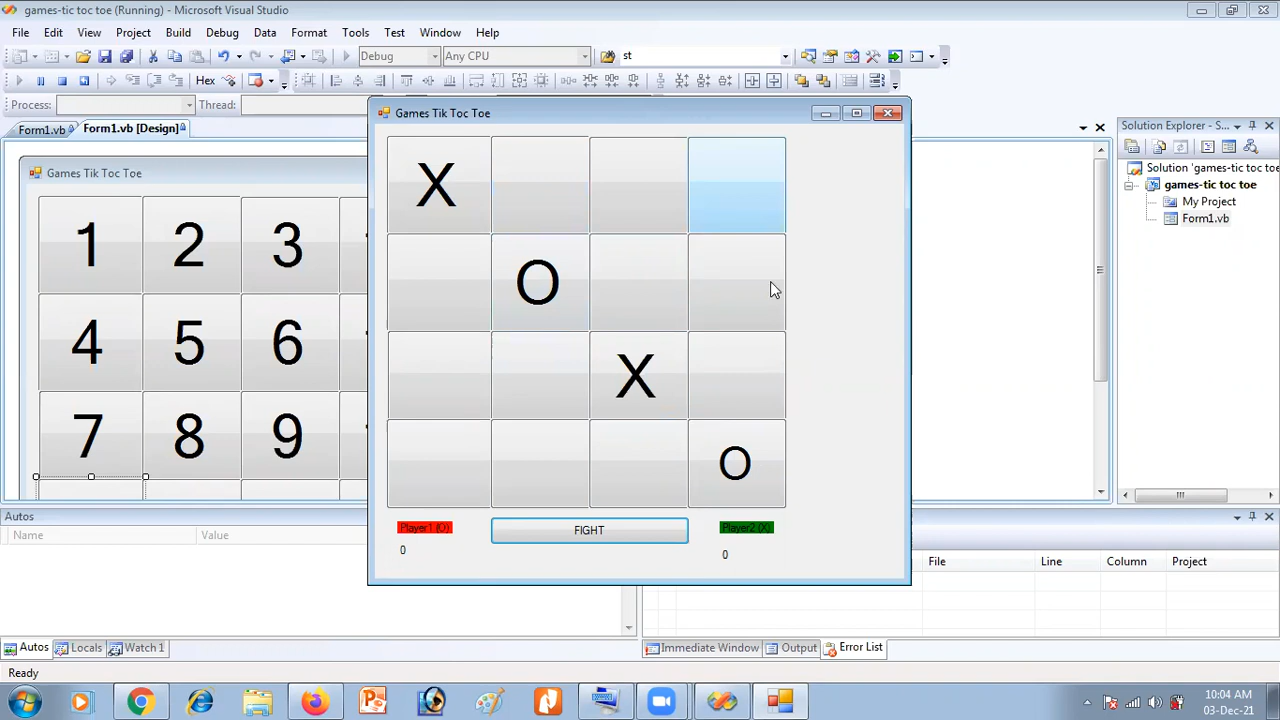 games-tic toc toe (Running) - Microsoft Visual Studio
File Edit View Project Build Debug Data Format Tools Test Window Help
Debug Any CPU st
Hex
Process: Thread:
Form1.vb Form1.vb [Design]
Games Tik Toc Toe
1 2 3
4 5 6
7 8 9
Games Tik Toc Toe
X
O
X
O
Player1 (O) FIGHT Player2 (X)
0 0
Solution Explorer - S...
Solution 'games-tic toc toe
games-tic toc toe
My Project
Form1.vb
Autos
Name Value
File Line Column Project
Autos Locals Watch 1
Immediate Window Output Error List
Ready
10:04 AM
03-Dec-21